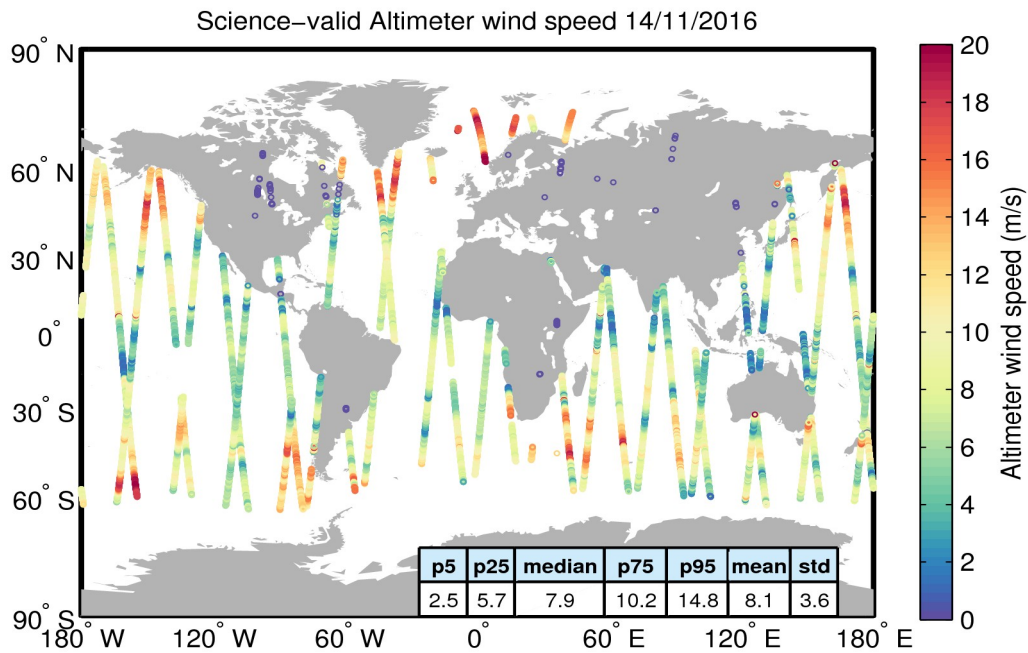 Science−valid Altimeter wind speed 14/11/2016
90° N
60° N
30° N
0°
30° S
60° S
90° S
180° W
120° W
60° W
0°
60° E
120° E
180° E
p5 p25 median p75 p95 mean std
2.5 5.7 7.9 10.2 14.8 8.1 3.6
20
18
16
14
12
10
8
6
4
2
0
Altimeter wind speed (m/s)